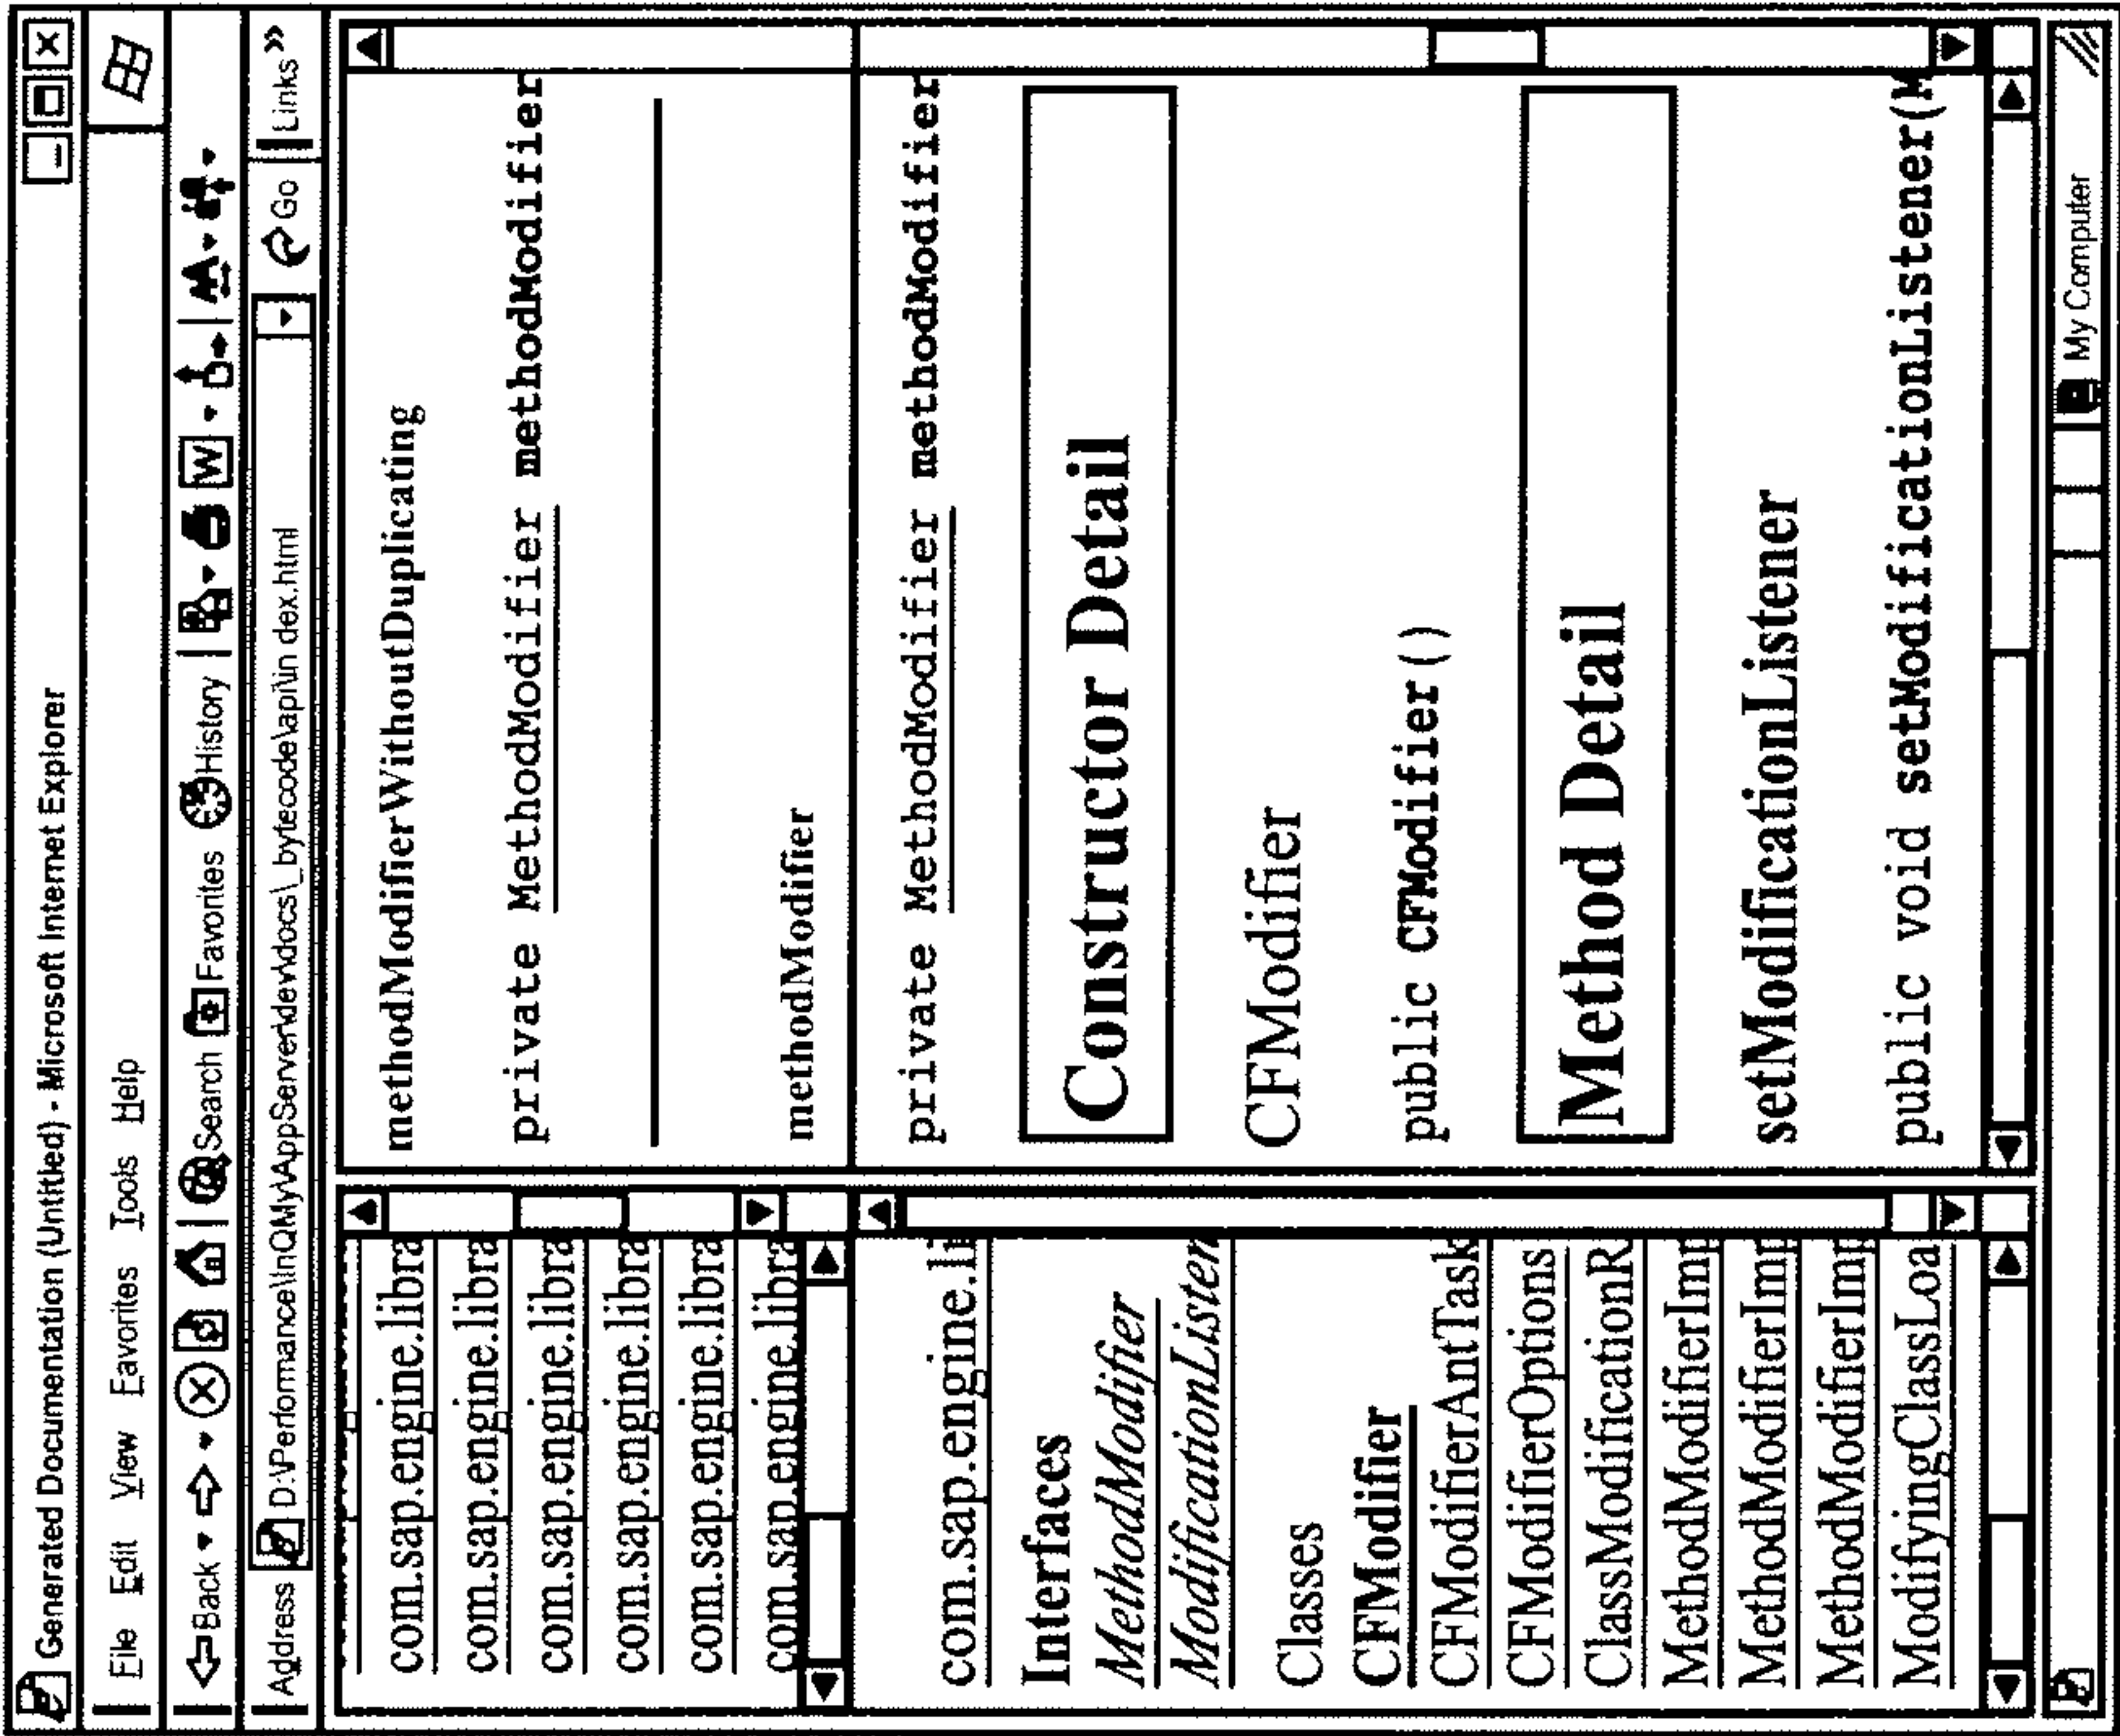 Generated Documentation (Untitled) - Microsoft Internet Explorer
File Edit View Favorites Tools Help
Back Search Favorites History W A
Address D:\Performance\InQMy\AppServer\dev\docs\_bytecode\api\in dex.html Go Links »
com.sap.engine.libra
com.sap.engine.libra
com.sap.engine.libra
com.sap.engine.libra
com.sap.engine.libra
com.sap.engine.libra
com.sap.engine.li
Interfaces
MethodModifier
ModificationListen
Classes
CFModifier
CFModifierAntTask
CFModifierOptions
ClassModificationR
MethodModifierImp
MethodModifierImp
MethodModifierImp
ModifyingClassLoa
methodModifierWithoutDuplicating
private MethodModifier methodModifier
methodModifier
private MethodModifier methodModifier
Constructor Detail
CFModifier
public CFModifier()
Method Detail
setModificationListener
public void setModificationListener(M
My Computer